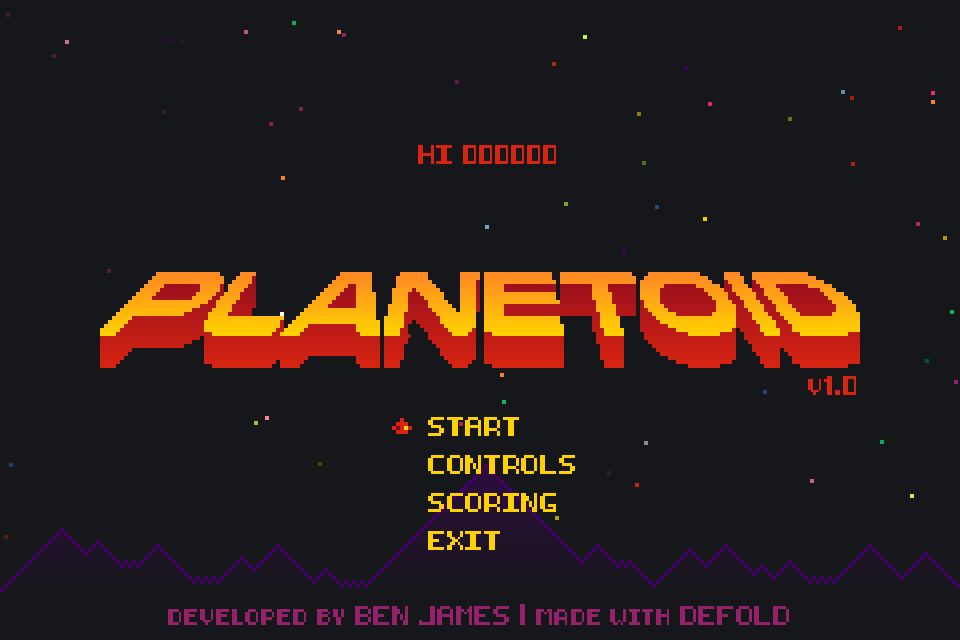 HI 000000
PLANETOID
v1.0
START
CONTROLS
SCORING
EXIT
DEVELOPED BY BEN JAMES | MADE WITH DEFOLD